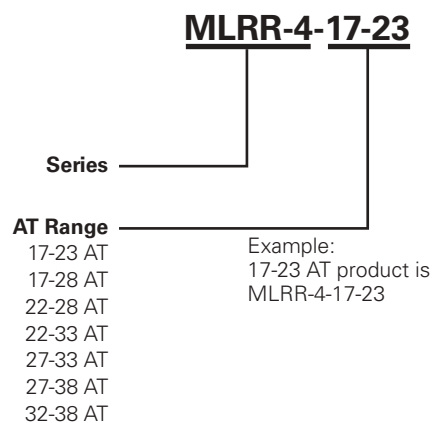 MLRR-4-17-23
Series
AT Range
17-23 AT
17-28 AT
22-28 AT
22-33 AT
27-33 AT
27-38 AT
32-38 AT
Example:
17-23 AT product is
MLRR-4-17-23